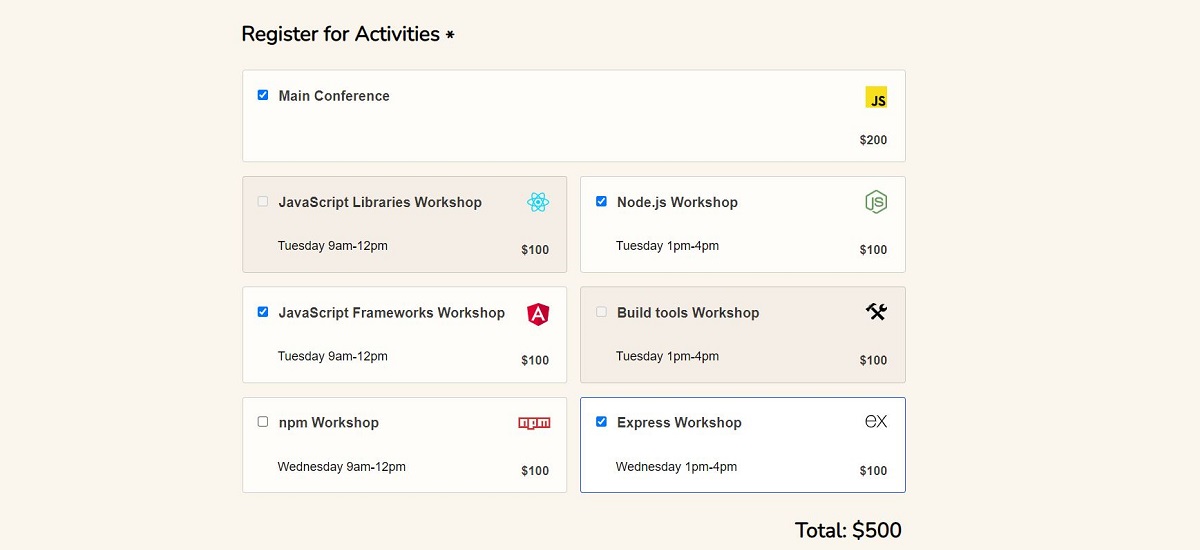 Register for Activities *
Main Conference
JS
$200
JavaScript Libraries Workshop
Tuesday 9am-12pm
$100
Node.js Workshop
JS
Tuesday 1pm-4pm
$100
JavaScript Frameworks Workshop
A
Tuesday 9am-12pm
$100
Build tools Workshop
Tuesday 1pm-4pm
$100
npm Workshop
npm
Wednesday 9am-12pm
$100
Express Workshop
ex
Wednesday 1pm-4pm
$100
Total: $500